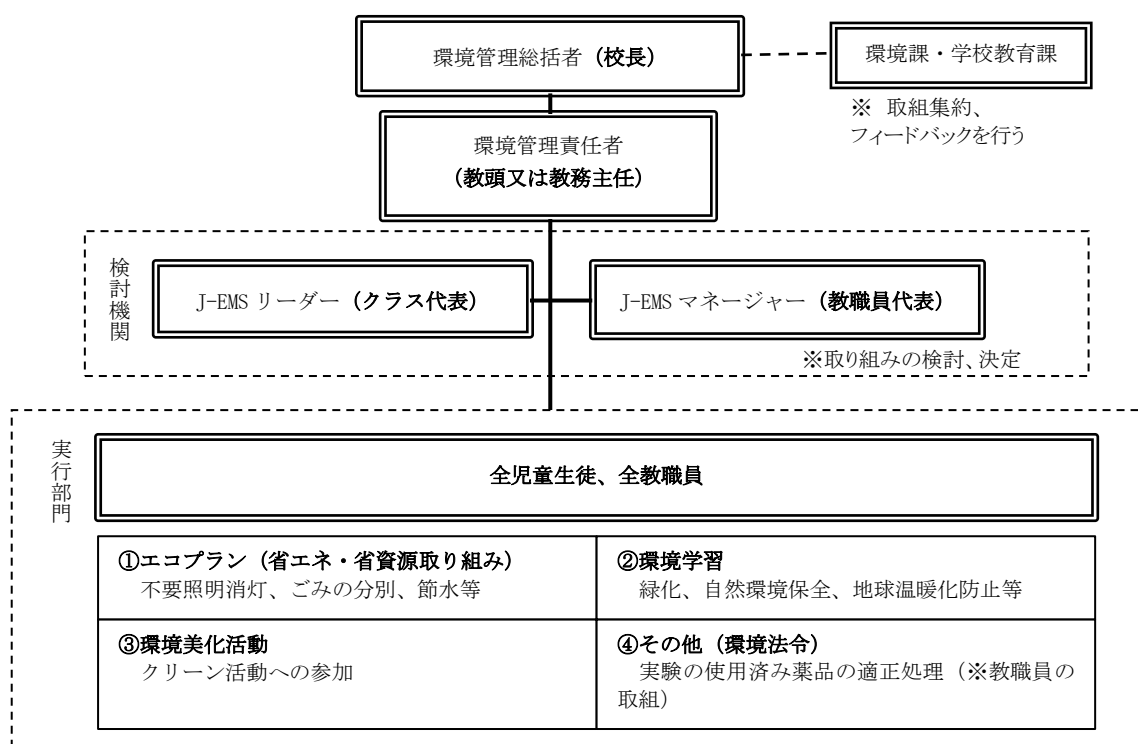 環境管理総括者（校長）
環境課・学校教育課
※ 取組集約、
フィードバックを行う
環境管理責任者
（教頭又は教務主任）
検討機関
J-EMS リーダー（クラス代表）
J-EMS マネージャー（教職員代表）
※取り組みの検討、決定
実行部門
全児童生徒、全教職員
①エコプラン（省エネ・省資源取り組み）
不要照明消灯、ごみの分別、節水等
②環境学習
緑化、自然環境保全、地球温暖化防止等
③環境美化活動
クリーン活動への参加
④その他（環境法令）
実験の使用済み薬品の適正処理（※教職員の
取組）